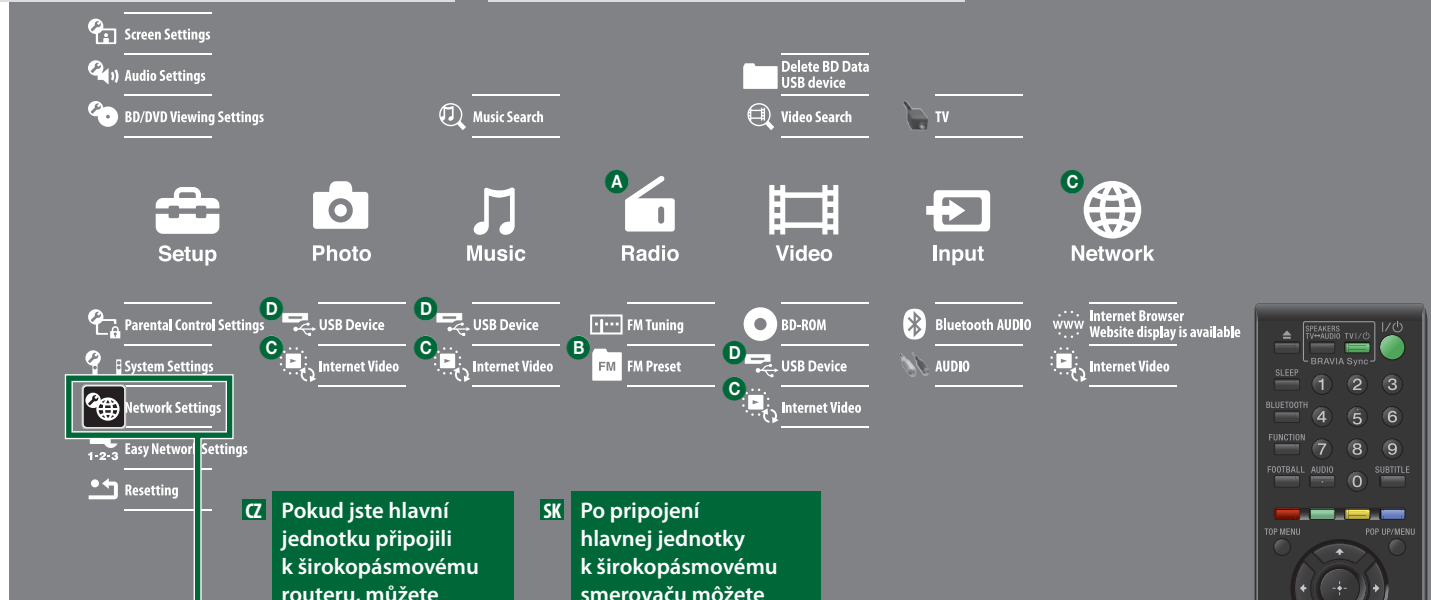 Screen Settings
Audio Settings
BD/DVD Viewing Settings
Music Search
Delete BD Data
USB device
Video Search
TV
A
C
Setup
Photo
Music
Radio
Video
Input
Network
Parental Control Settings
D
USB Device
D
USB Device
FM Tuning
BD-ROM
Bluetooth AUDIO
www
Internet Browser
Website display is available
System Settings
C
Internet Video
C
Internet Video
B
FM
FM Preset
D
USB Device
AUDIO
Internet Video
Network Settings
C
Internet Video
1-2-3
Easy Network Settings
Resetting
CZ
Pokud jste hlavní
jednotku připojili
k širokopásmovému
routeru, můžete
SK
Po pripojení
hlavnej jednotky
k širokopásmovému
smerovaču môžete
SPEAKERS
TV↔AUDIO
TV I/⏻
I/⏻
BRAVIA Sync
SLEEP
1
2
3
BLUETOOTH
4
5
6
FUNCTION
7
8
9
FOOTBALL
AUDIO
0
SUBTITLE
TOP MENU
POP UP/MENU